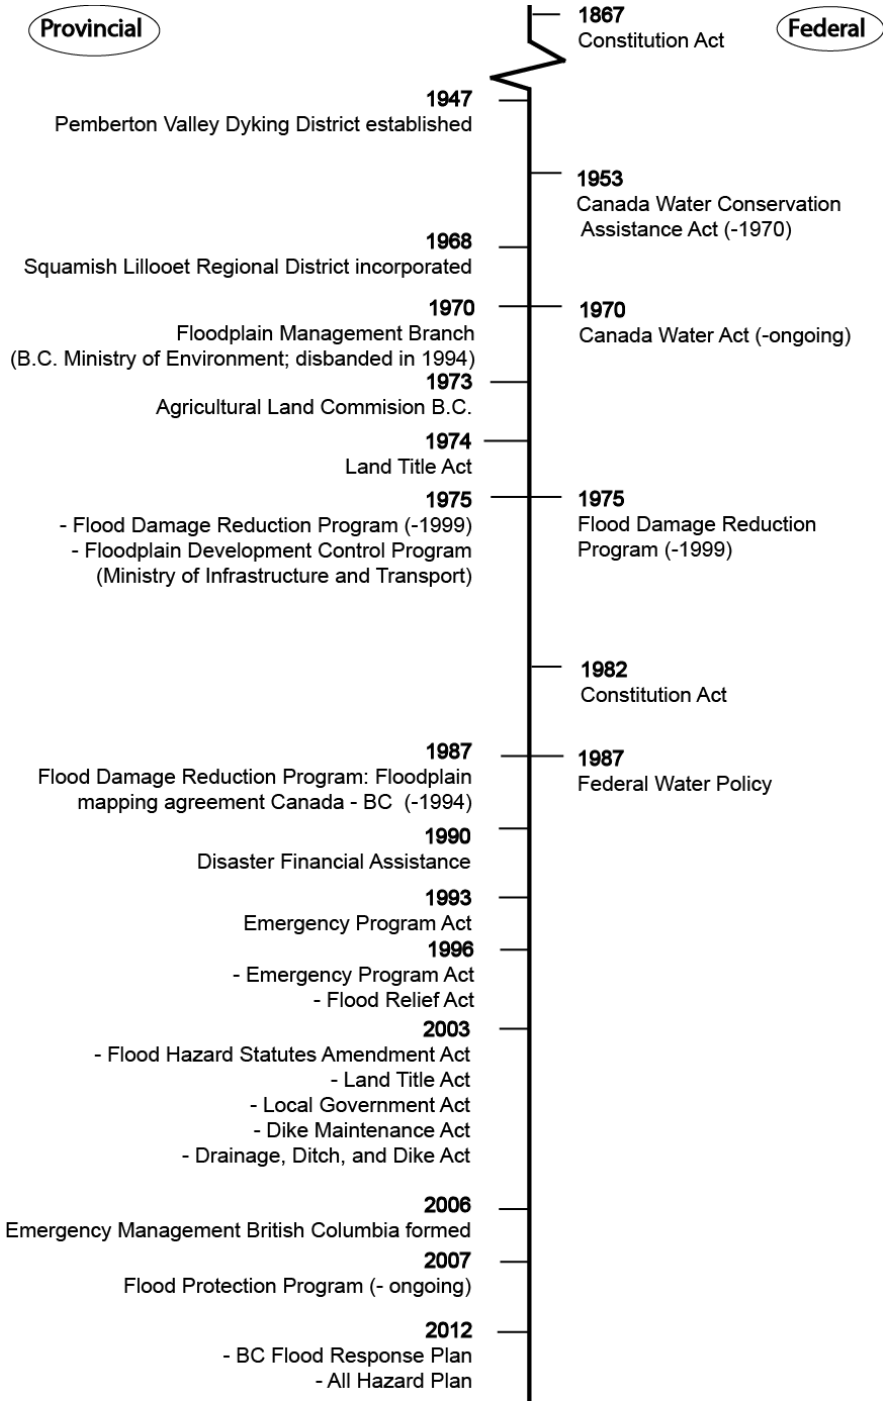 Provincial
1867
Constitution Act
Federal
1947
Pemberton Valley Dyking District established
1953
Canada Water Conservation
Assistance Act (-1970)
1968
Squamish Lillooet Regional District incorporated
1970
Floodplain Management Branch
(B.C. Ministry of Environment; disbanded in 1994)
1970
Canada Water Act (-ongoing)
1973
Agricultural Land Commision B.C.
1974
Land Title Act
1975
- Flood Damage Reduction Program (-1999)
- Floodplain Development Control Program
(Ministry of Infrastructure and Transport)
1975
Flood Damage Reduction
Program (-1999)
1982
Constitution Act
1987
Flood Damage Reduction Program: Floodplain
mapping agreement Canada - BC (-1994)
1987
Federal Water Policy
1990
Disaster Financial Assistance
1993
Emergency Program Act
1996
- Emergency Program Act
- Flood Relief Act
2003
- Flood Hazard Statutes Amendment Act
- Land Title Act
- Local Government Act
- Dike Maintenance Act
- Drainage, Ditch, and Dike Act
2006
Emergency Management British Columbia formed
2007
Flood Protection Program (- ongoing)
2012
- BC Flood Response Plan
- All Hazard Plan